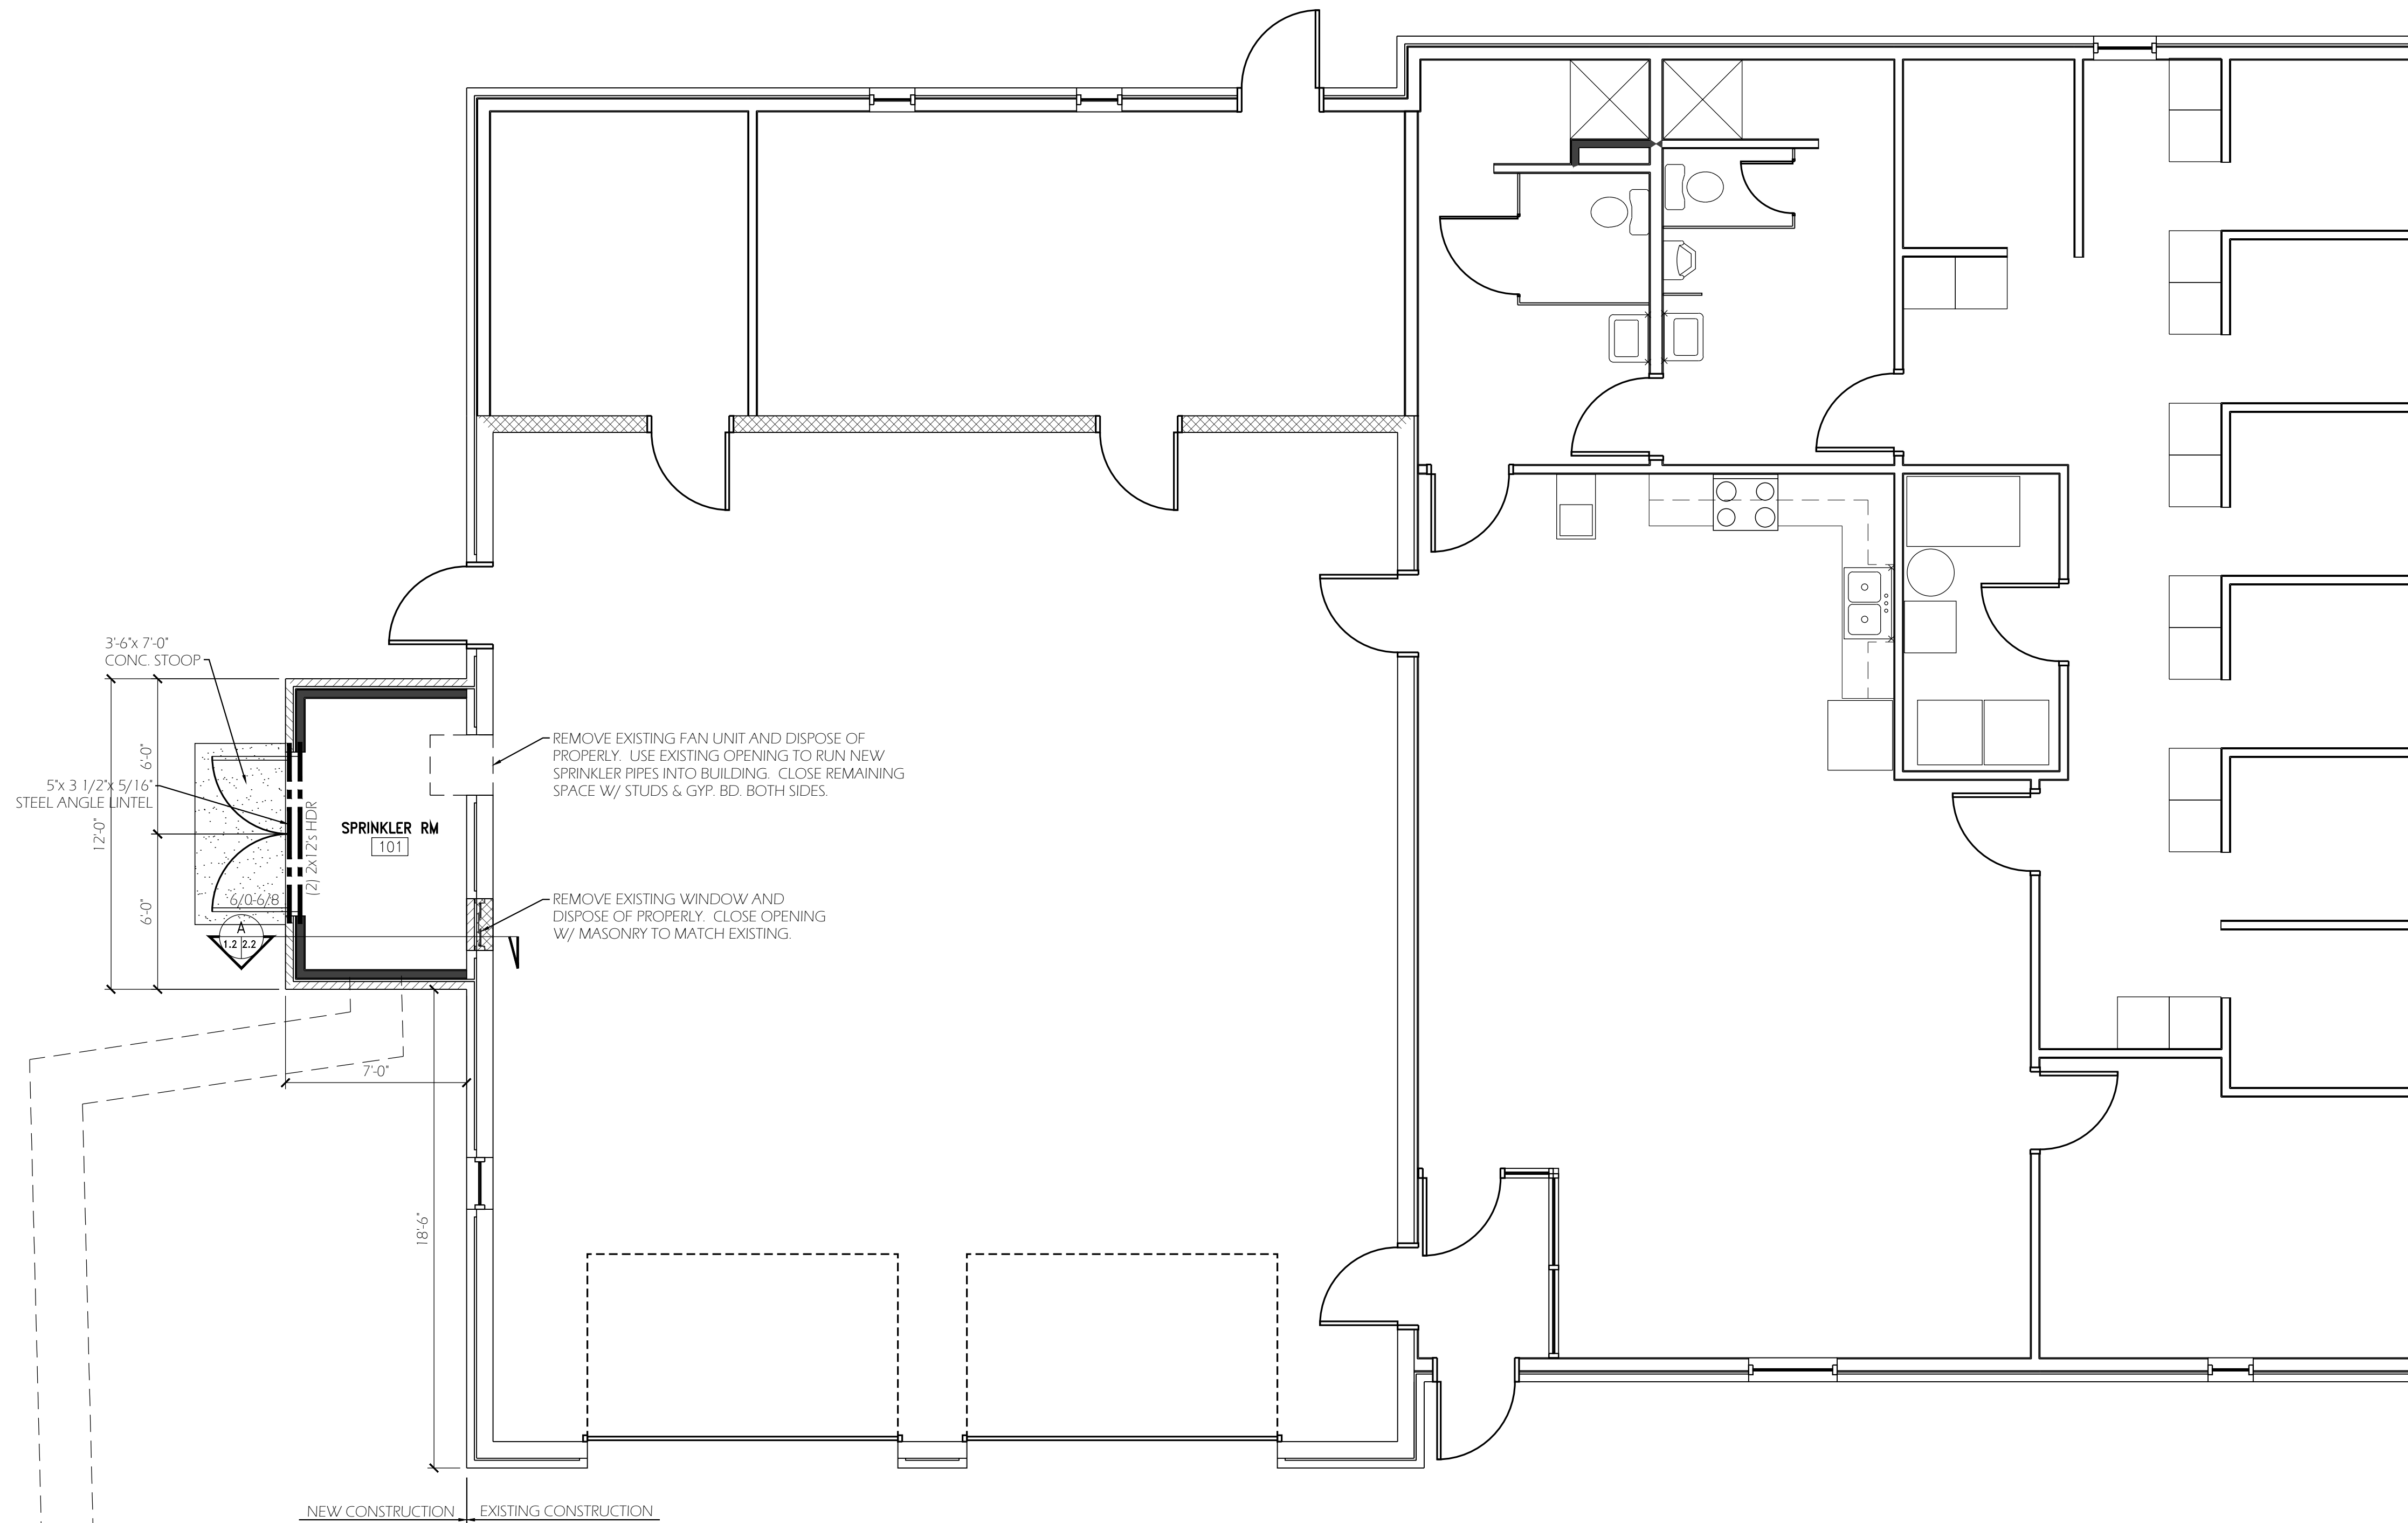 3'-6"x 7'-0"
CONC. STOOP
6'-0"
5"x 3 1/2"x 5/16"
STEEL ANGLE LINTEL
12'-0"
(2) 2x12's HDR
SPRINKLER RM
101
6'-0"
6/0-6/8
A
1.2 2.2
REMOVE EXISTING FAN UNIT AND DISPOSE OF
PROPERLY. USE EXISTING OPENING TO RUN NEW
SPRINKLER PIPES INTO BUILDING. CLOSE REMAINING
SPACE W/ STUDS & GYP. BD. BOTH SIDES.
REMOVE EXISTING WINDOW AND
DISPOSE OF PROPERLY. CLOSE OPENING
W/ MASONRY TO MATCH EXISTING.
7'-0"
18'-6"
NEW CONSTRUCTION
EXISTING CONSTRUCTION